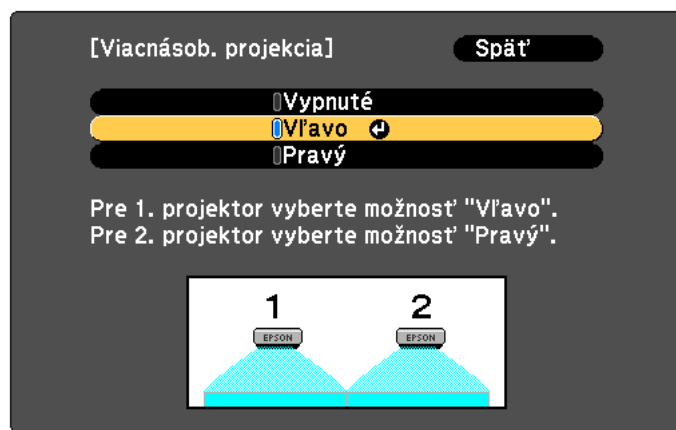 [Viacnásob. projekcia] Späť
Vypnuté
Vľavo
Pravý
Pre 1. projektor vyberte možnosť "Vľavo".
Pre 2. projektor vyberte možnosť "Pravý".
1 2
EPSON EPSON